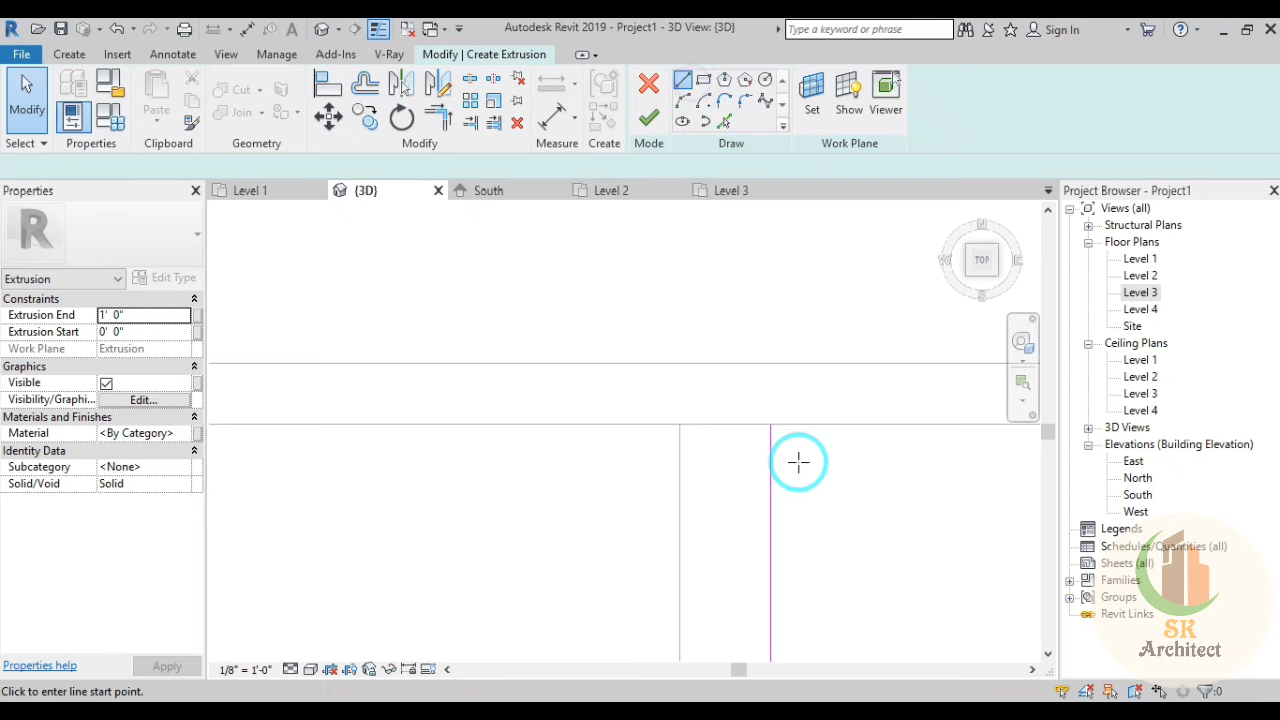 Autodesk Revit 2019 - Project1 - 3D View: {3D}
Type a keyword or phrase
Sign In
File
Create
Insert
Annotate
View
Manage
Add-Ins
V-Ray
Modify | Create Extrusion
Modify
Paste
Cut
Join
Set
Show
Viewer
Select
Properties
Clipboard
Geometry
Modify
Measure
Create
Mode
Draw
Work Plane
Properties
Level 1
{3D}
South
Level 2
Level 3
Project Browser - Project1
R
Extrusion
Edit Type
Constraints
Extrusion End
1' 0"
Extrusion Start
0' 0"
Work Plane
Extrusion
Graphics
Visible
Visibility/Graphi...
Edit...
Materials and Finishes
Material
<By Category>
Identity Data
Subcategory
<None>
Solid/Void
Solid
Properties help
Apply
N
W
TOP
E
S
Views (all)
Structural Plans
Floor Plans
Level 1
Level 2
Level 3
Level 4
Site
Ceiling Plans
Level 1
Level 2
Level 3
Level 4
3D Views
Elevations (Building Elevation)
East
North
South
West
Legends
Schedules/Quantities (all)
Sheets (all)
Families
Groups
Revit Links
SK
Architect
1/8" = 1'-0"
Click to enter line start point.
:0